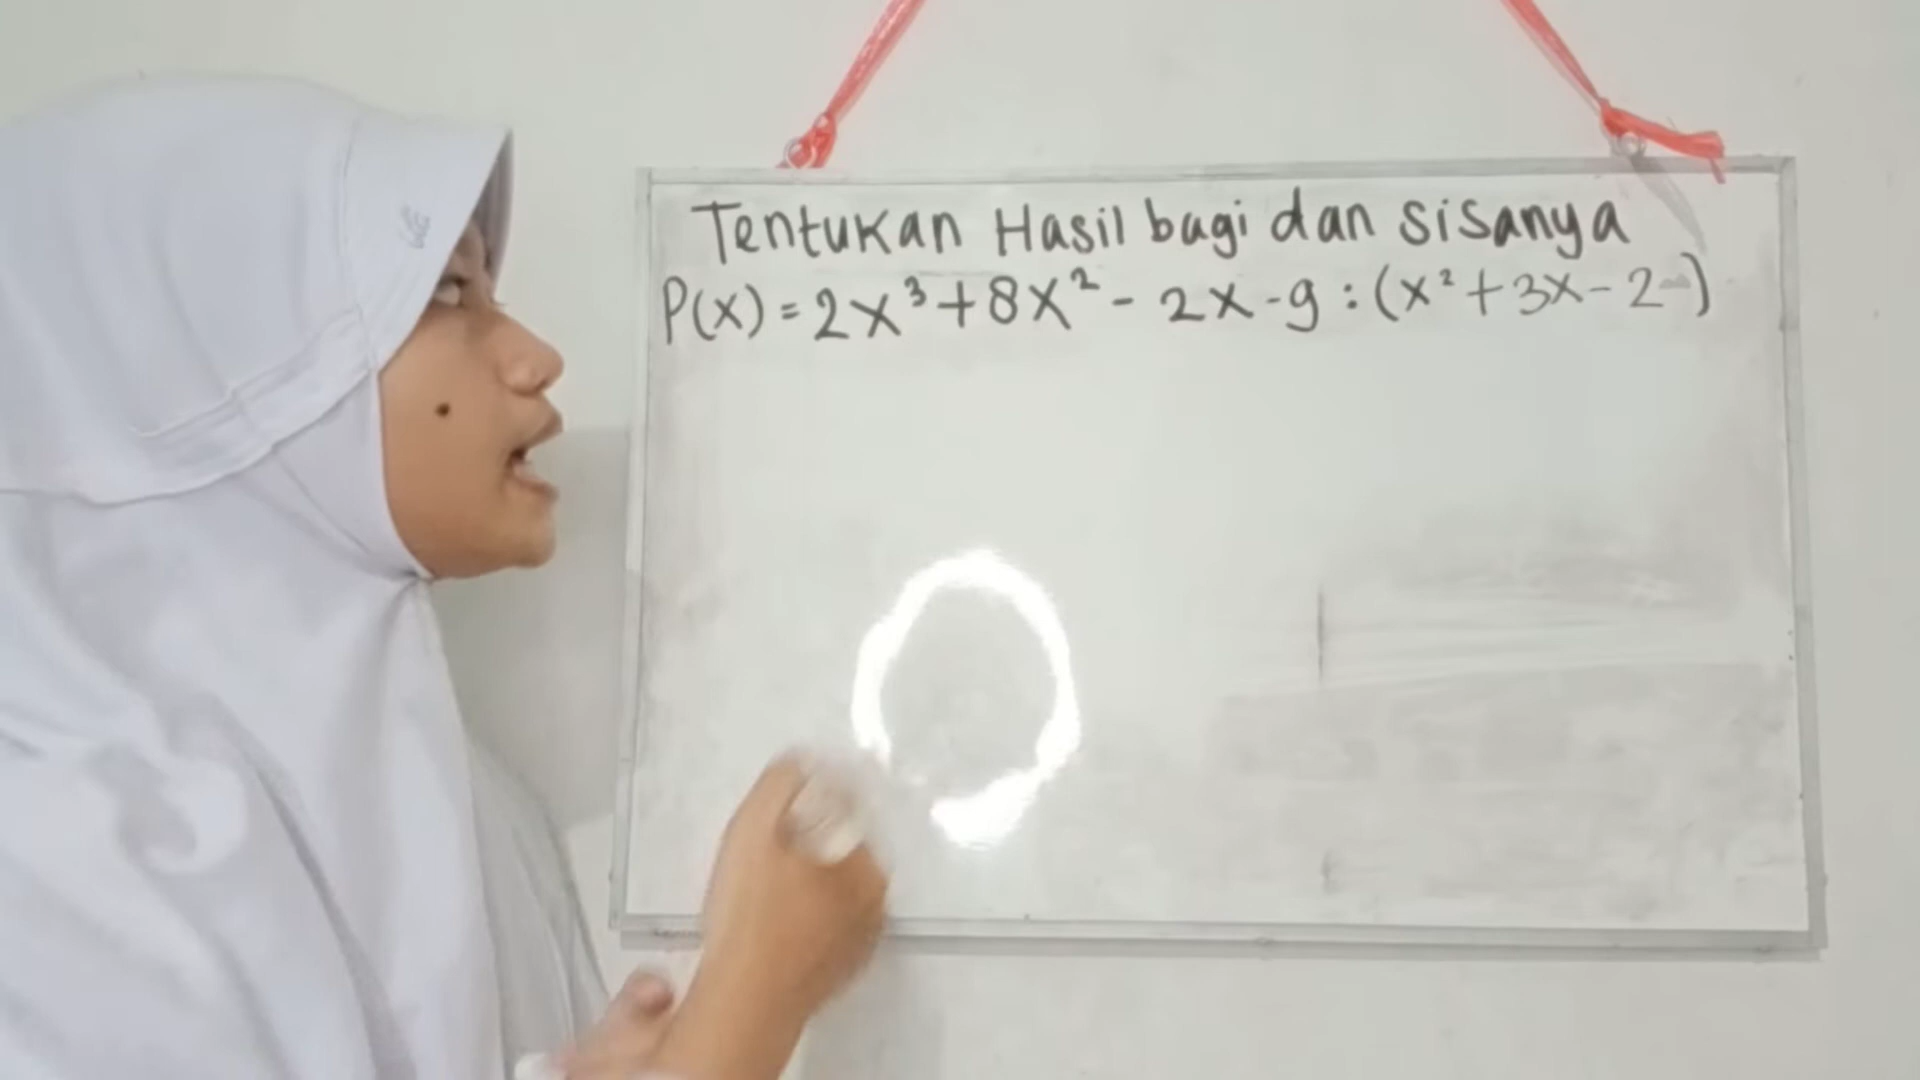 Tentukan Hasil bagi dan sisanya
P(x) = 2x³ + 8x² - 2x - 9 : (x² + 3x - 2)